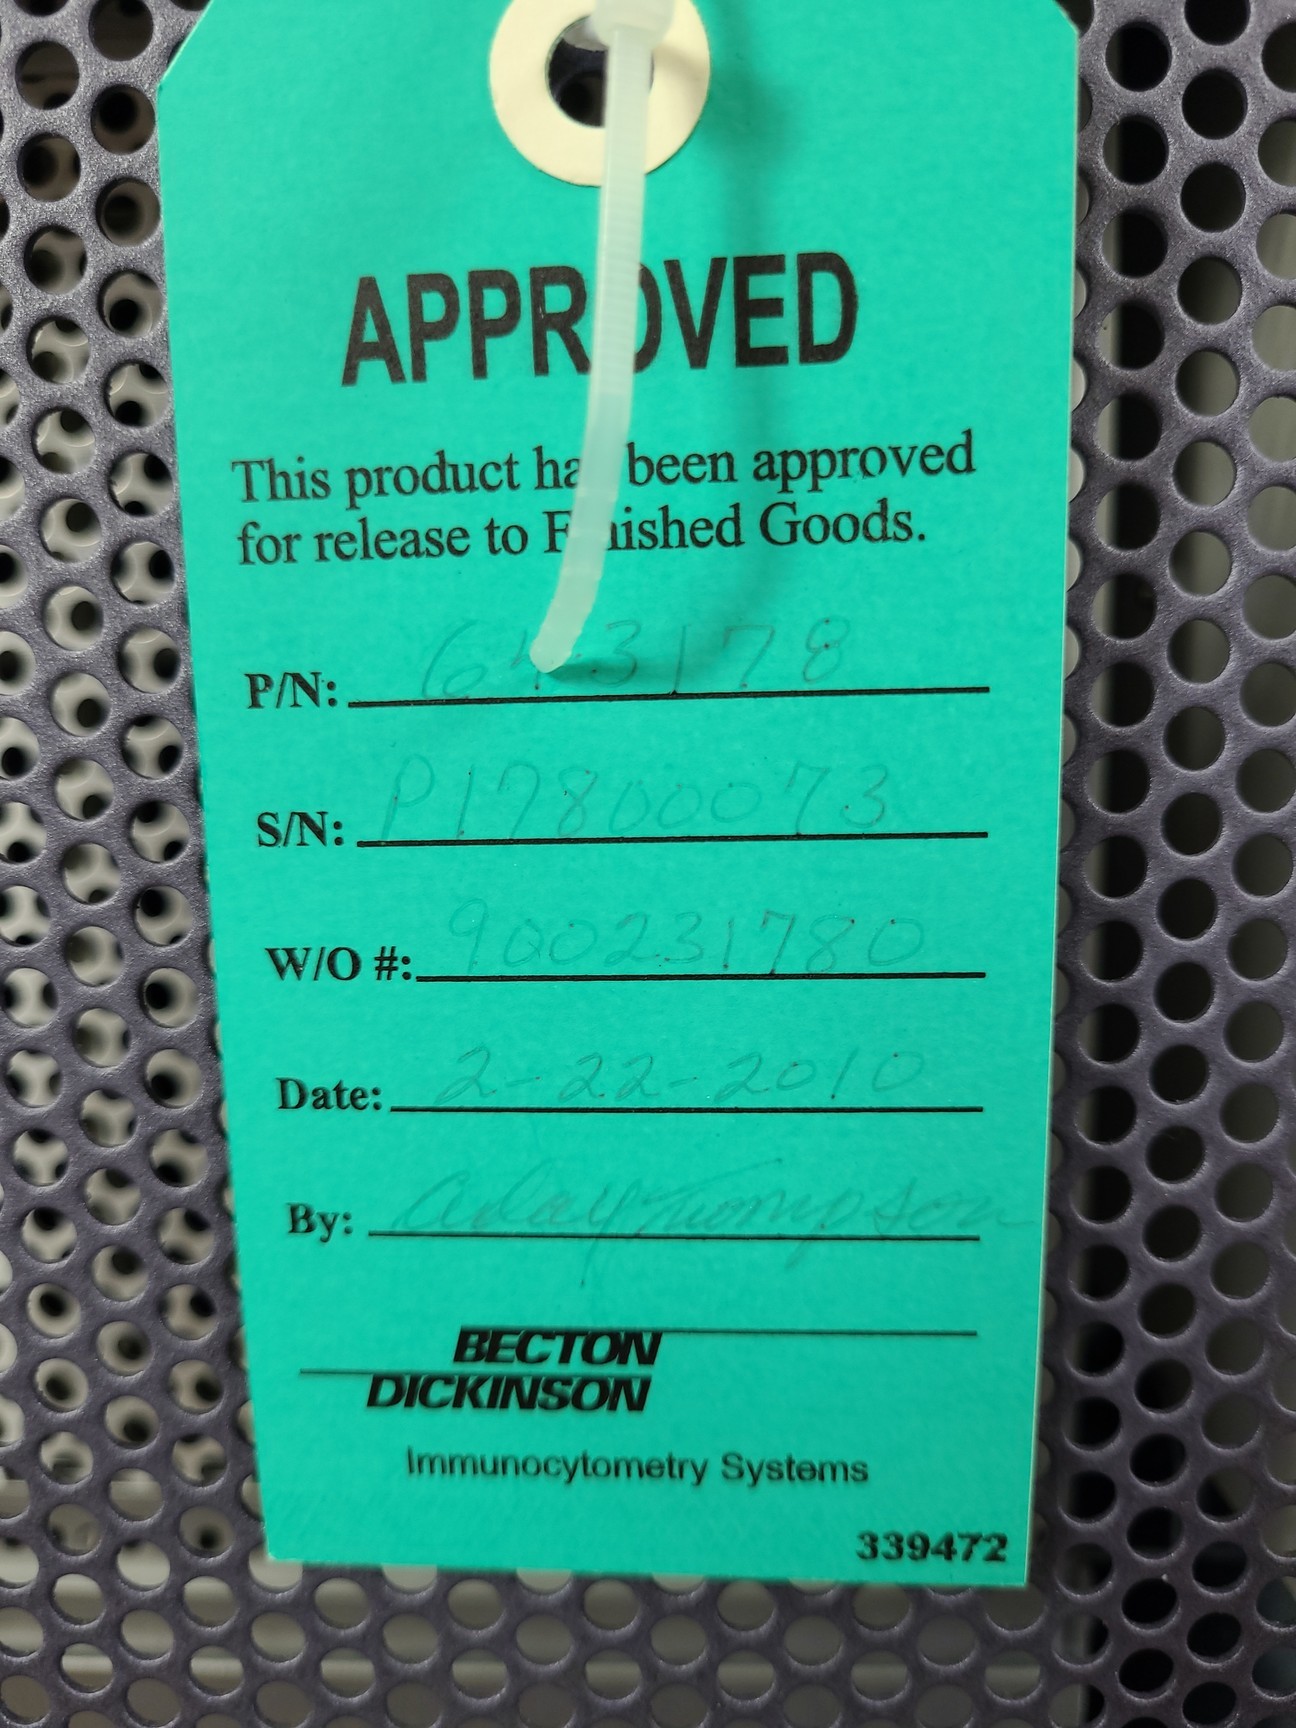 APPROVED
This product has been approved
for release to Finished Goods.
P/N: 643178
S/N: P17800073
W/O #: 900231780
Date: 2-22-2010
By: Thompson
BECTON
DICKINSON
Immunocytometry Systems
339472